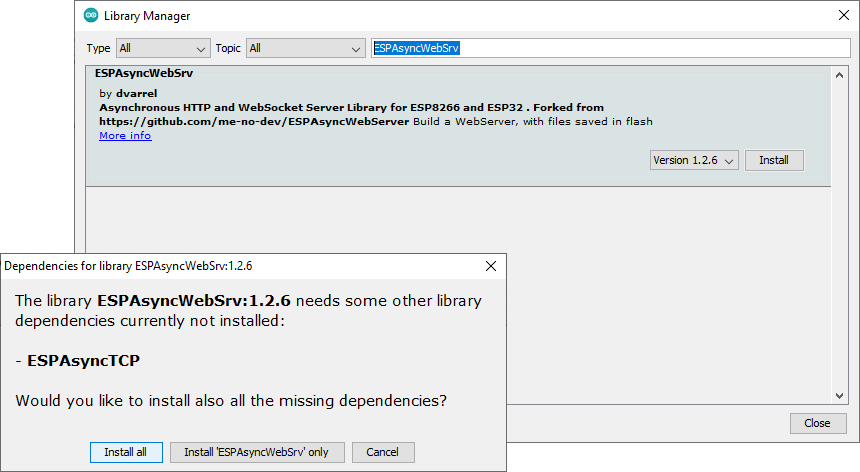 Library Manager
Type All Topic All ESPAsyncWebSrv
ESPAsyncWebSrv
by dvarrel
Asynchronous HTTP and WebSocket Server Library for ESP8266 and ESP32 . Forked from
https://github.com/me-no-dev/ESPAsyncWebServer Build a WebServer, with files saved in flash
More info
Version 1.2.6 Install
Dependencies for library ESPAsyncWebSrv:1.2.6
The library ESPAsyncWebSrv:1.2.6 needs some other library
dependencies currently not installed:
- ESPAsyncTCP
Would you like to install also all the missing dependencies?
Install all Install 'ESPAsyncWebSrv' only Cancel
Close